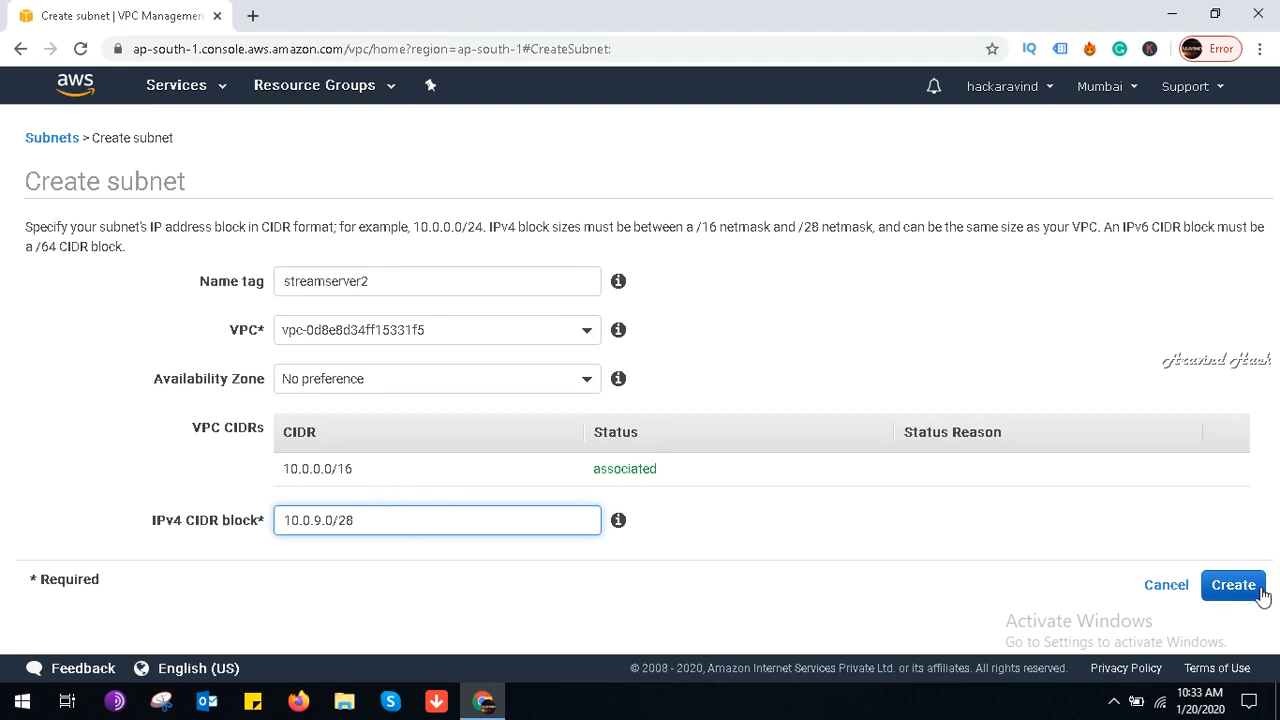 Create subnet | VPC Managemen
ap-south-1.console.aws.amazon.com/vpc/home?region=ap-south-1#CreateSubnet:
IQ
K
Error
aws
Services
Resource Groups
hackaravind
Mumbai
Support
Subnets > Create subnet
Create subnet
Specify your subnet's IP address block in CIDR format; for example, 10.0.0.0/24. IPv4 block sizes must be between a /16 netmask and /28 netmask, and can be the same size as your VPC. An IPv6 CIDR block must be
a /64 CIDR block.
Name tag streamserver2
VPC* vpc-0d8e8d34ff15331f5
Availability Zone No preference
Aravind Hack
VPC CIDRs CIDR Status Status Reason
10.0.0.0/16 associated
IPv4 CIDR block* 10.0.9.0/28
* Required
Cancel Create
Activate Windows
Go to Settings to activate Windows.
Feedback English (US)
© 2008 - 2020, Amazon Internet Services Private Ltd. or its affiliates. All rights reserved. Privacy Policy Terms of Use
10:33 AM
1/20/2020